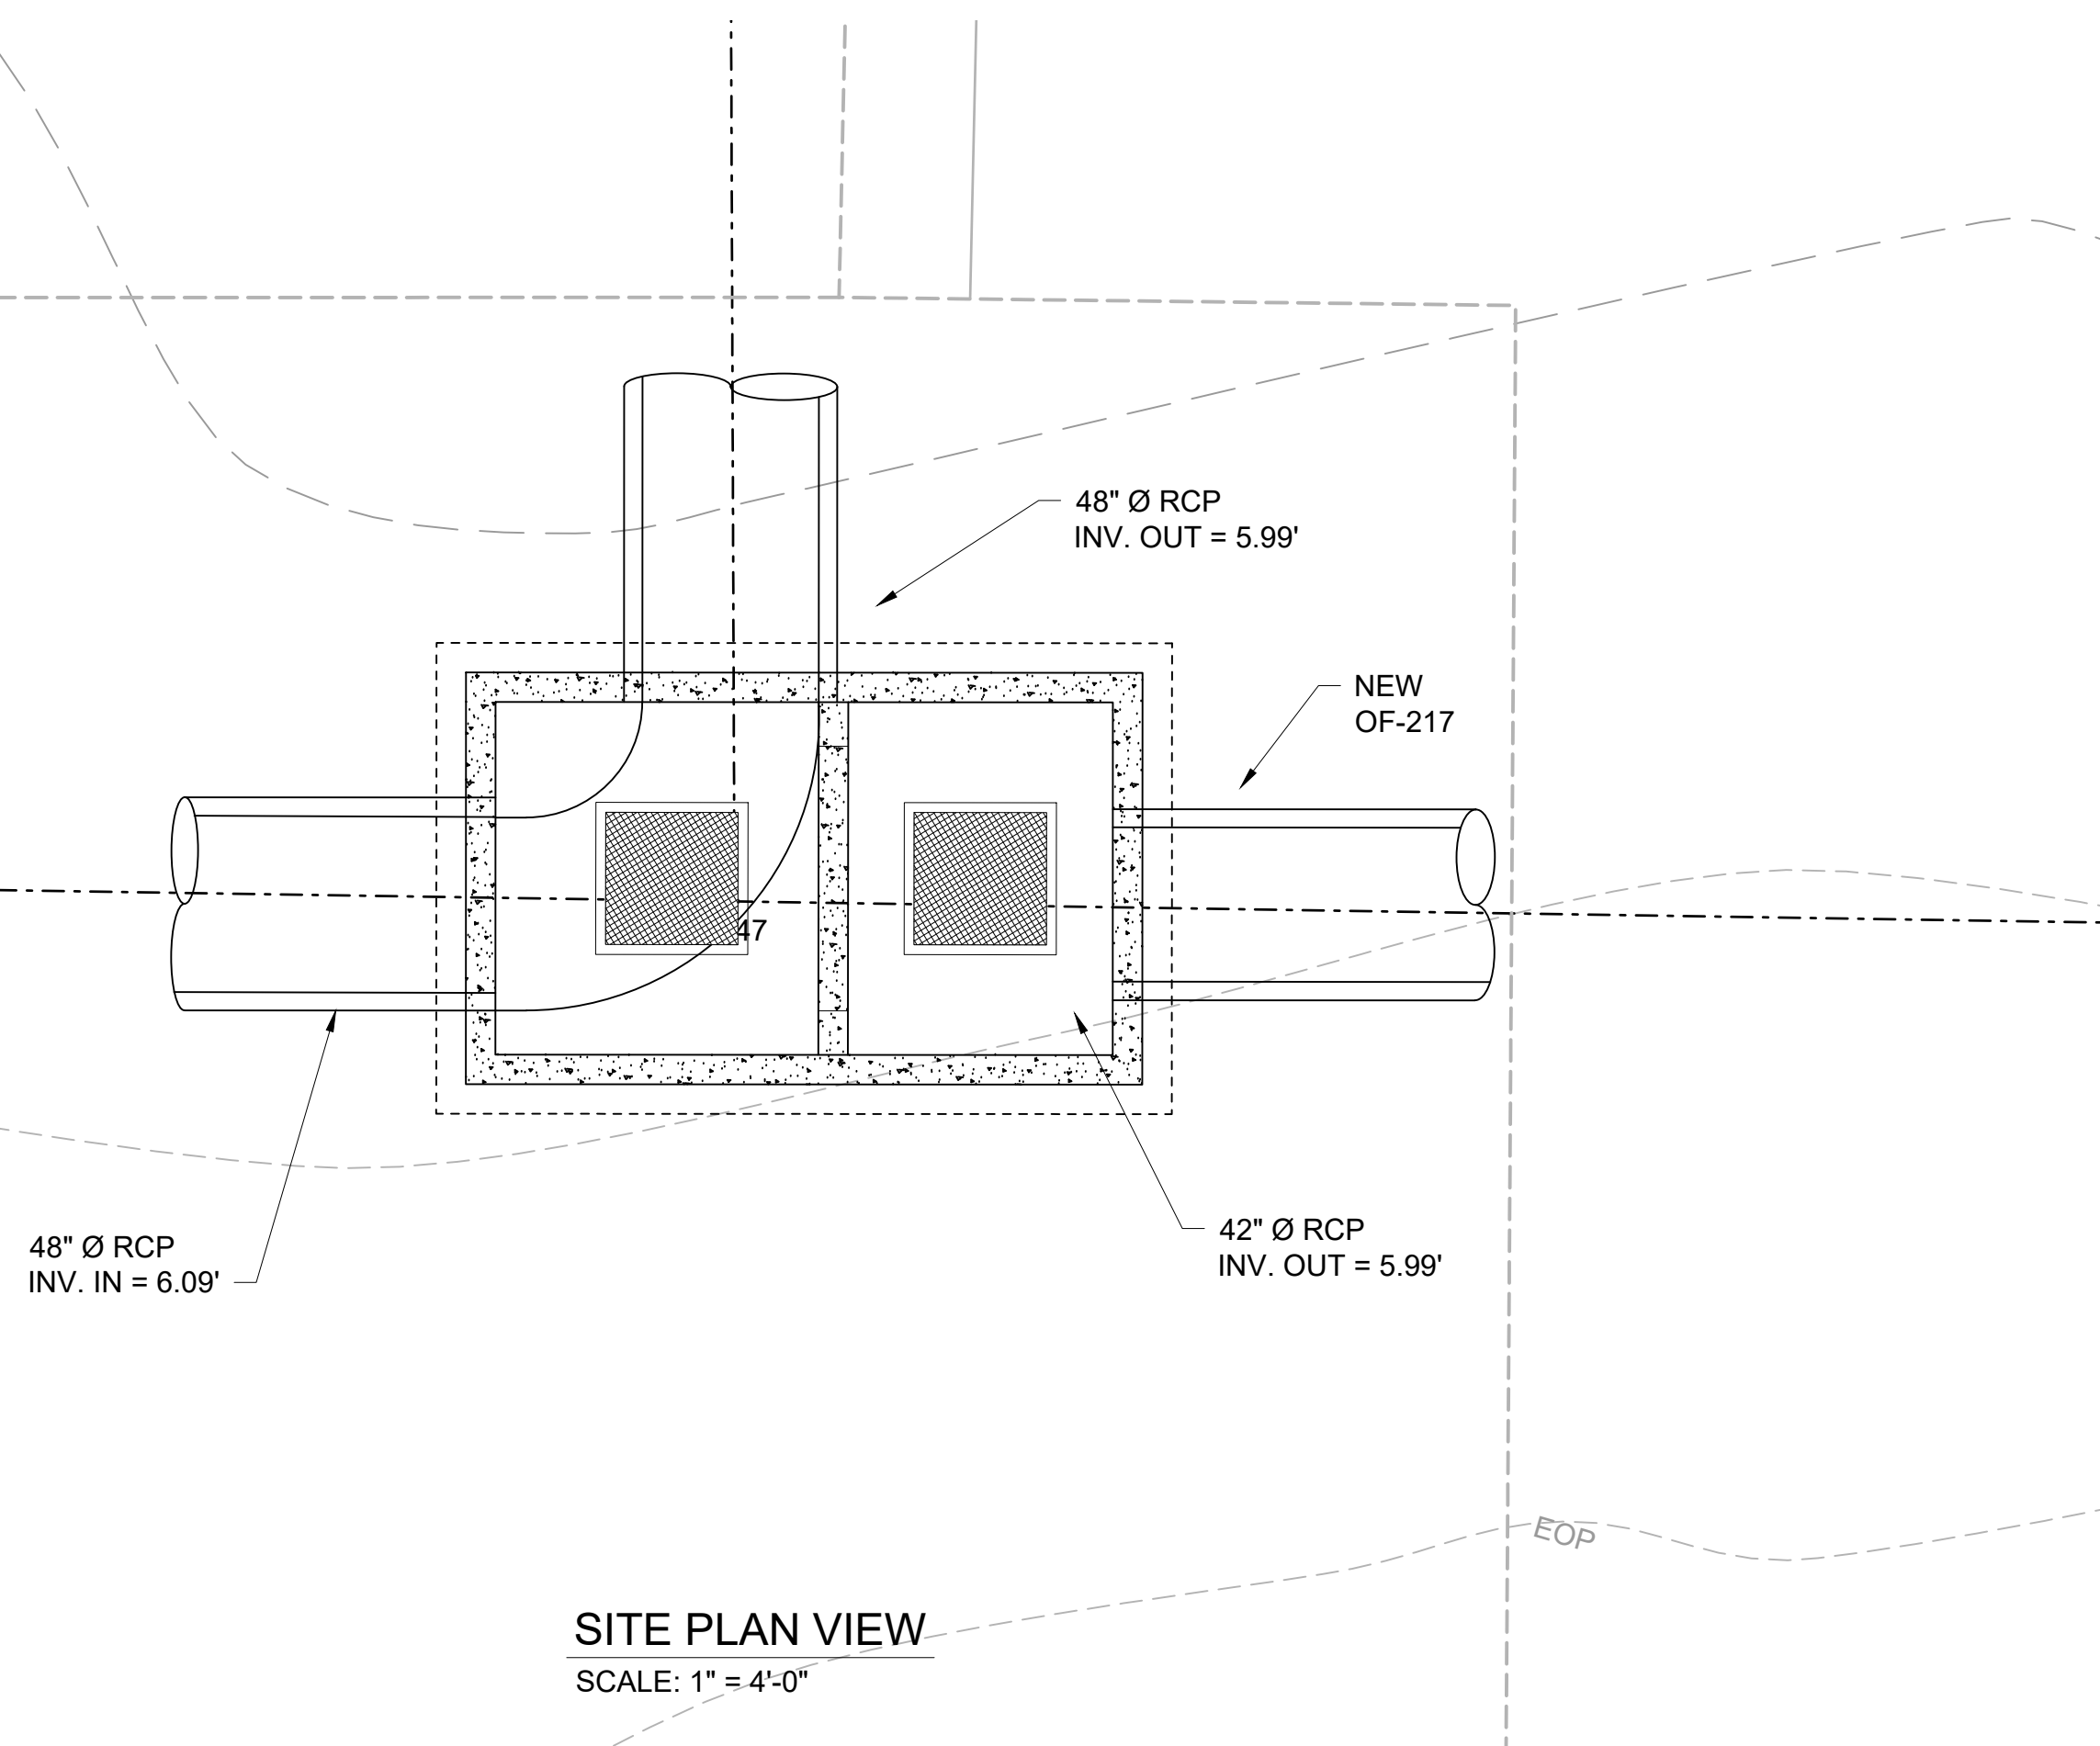 48" Ø RCP
INV. OUT = 5.99'
NEW
OF-217
47
48" Ø RCP
INV. IN = 6.09'
42" Ø RCP
INV. OUT = 5.99'
EOP
SITE PLAN VIEW
SCALE: 1" = 4'-0"